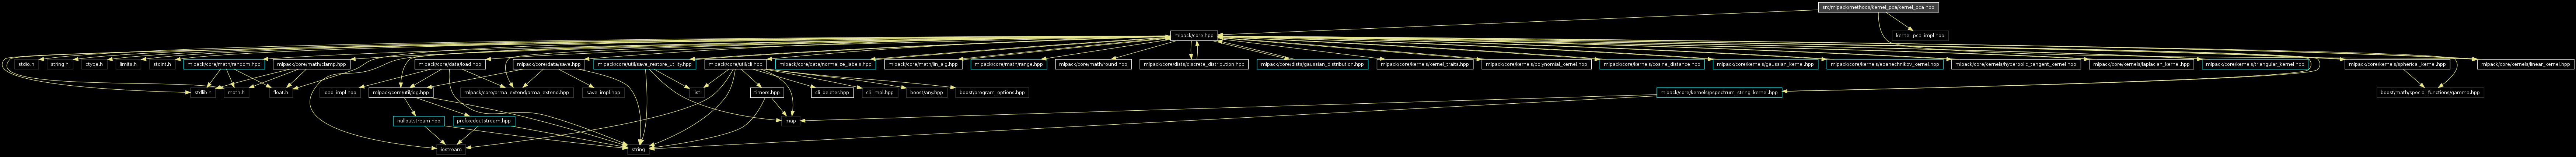 src/mlpack/methods/kernel_pca/kernel_pca.hpp
mlpack/core.hpp
kernel_pca_impl.hpp
stdio.h
string.h
ctype.h
limits.h
stdint.h
mlpack/core/math/random.hpp
mlpack/core/math/clamp.hpp
mlpack/core/data/load.hpp
mlpack/core/data/save.hpp
mlpack/core/util/save_restore_utility.hpp
mlpack/core/util/cli.hpp
mlpack/core/data/normalize_labels.hpp
mlpack/core/math/lin_alg.hpp
mlpack/core/math/range.hpp
mlpack/core/math/round.hpp
mlpack/core/dists/discrete_distribution.hpp
mlpack/core/dists/gaussian_distribution.hpp
mlpack/core/kernels/kernel_traits.hpp
mlpack/core/kernels/polynomial_kernel.hpp
mlpack/core/kernels/cosine_distance.hpp
mlpack/core/kernels/gaussian_kernel.hpp
mlpack/core/kernels/epanechnikov_kernel.hpp
mlpack/core/kernels/hyperbolic_tangent_kernel.hpp
mlpack/core/kernels/laplacian_kernel.hpp
mlpack/core/kernels/triangular_kernel.hpp
mlpack/core/kernels/spherical_kernel.hpp
mlpack/core/kernels/linear_kernel.hpp
stdlib.h
math.h
float.h
load_impl.hpp
mlpack/core/util/log.hpp
mlpack/core/arma_extend/arma_extend.hpp
save_impl.hpp
list
timers.hpp
cli_deleter.hpp
cli_impl.hpp
boost/any.hpp
boost/program_options.hpp
mlpack/core/kernels/pspectrum_string_kernel.hpp
boost/math/special_functions/gamma.hpp
nulloutstream.hpp
prefixedoutstream.hpp
map
iostream
string